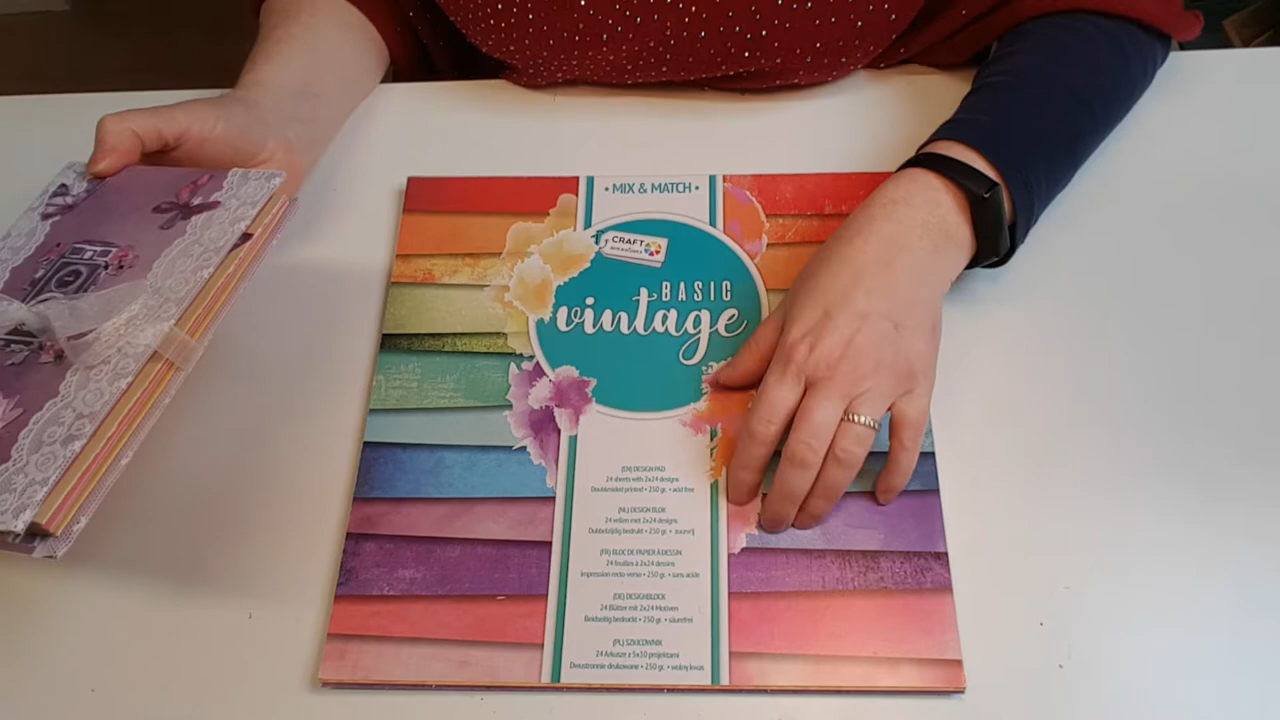 • MIX & MATCH •
CRAFT
sensations
BASIC
vintage
(EN) DESIGN PAD
24 sheets with 2x24 designs
Doublesided printed • 250 gr. • acid free
(NL) DESIGN BLOK
24 vellen met 2x24 designs
Dubbelzijdig bedrukt • 250 gr. • zuurvrij
(FR) BLOC DE PAPIER À DESSIN
24 feuilles à 2x24 dessins
Impression recto-verso • 250 gr. • sans acide
(DE) DESIGNBLOCK
24 Blätter mit 2x24 Motiven
Beidseitig bedruckt • 250 gr. • säurefrei
(PL) SZKICOWNIK
24 Arkusze z 5x10 projektami
Dwustronnie drukowane • 250 gr. • wolny kwas